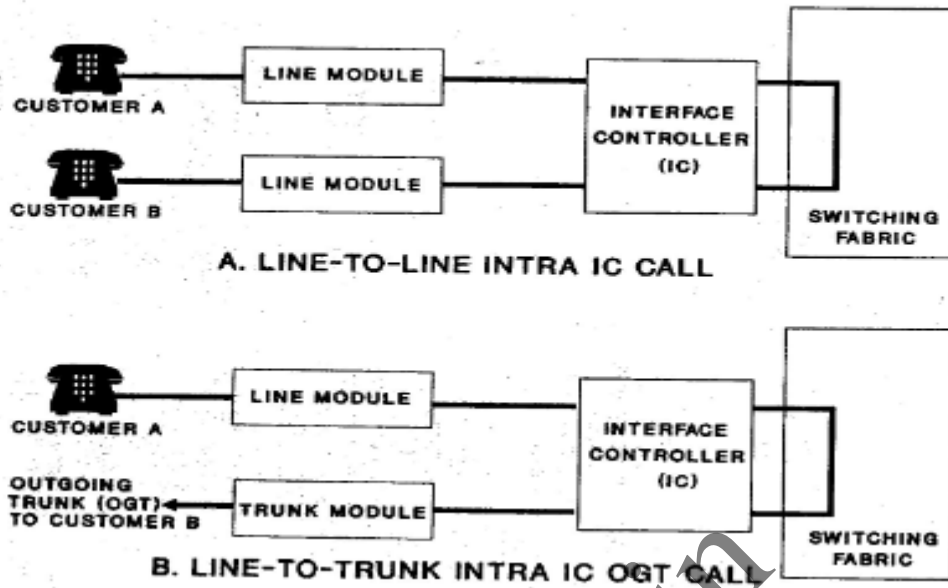 CUSTOMER A
LINE MODULE
CUSTOMER B
LINE MODULE
INTERFACE
CONTROLLER
(IC)
SWITCHING
FABRIC
A. LINE-TO-LINE INTRA IC CALL
CUSTOMER A
LINE MODULE
OUTGOING
TRUNK (OGT)
TO CUSTOMER B
TRUNK MODULE
INTERFACE
CONTROLLER
(IC)
SWITCHING
FABRIC
B. LINE-TO-TRUNK INTRA IC OGT CALL